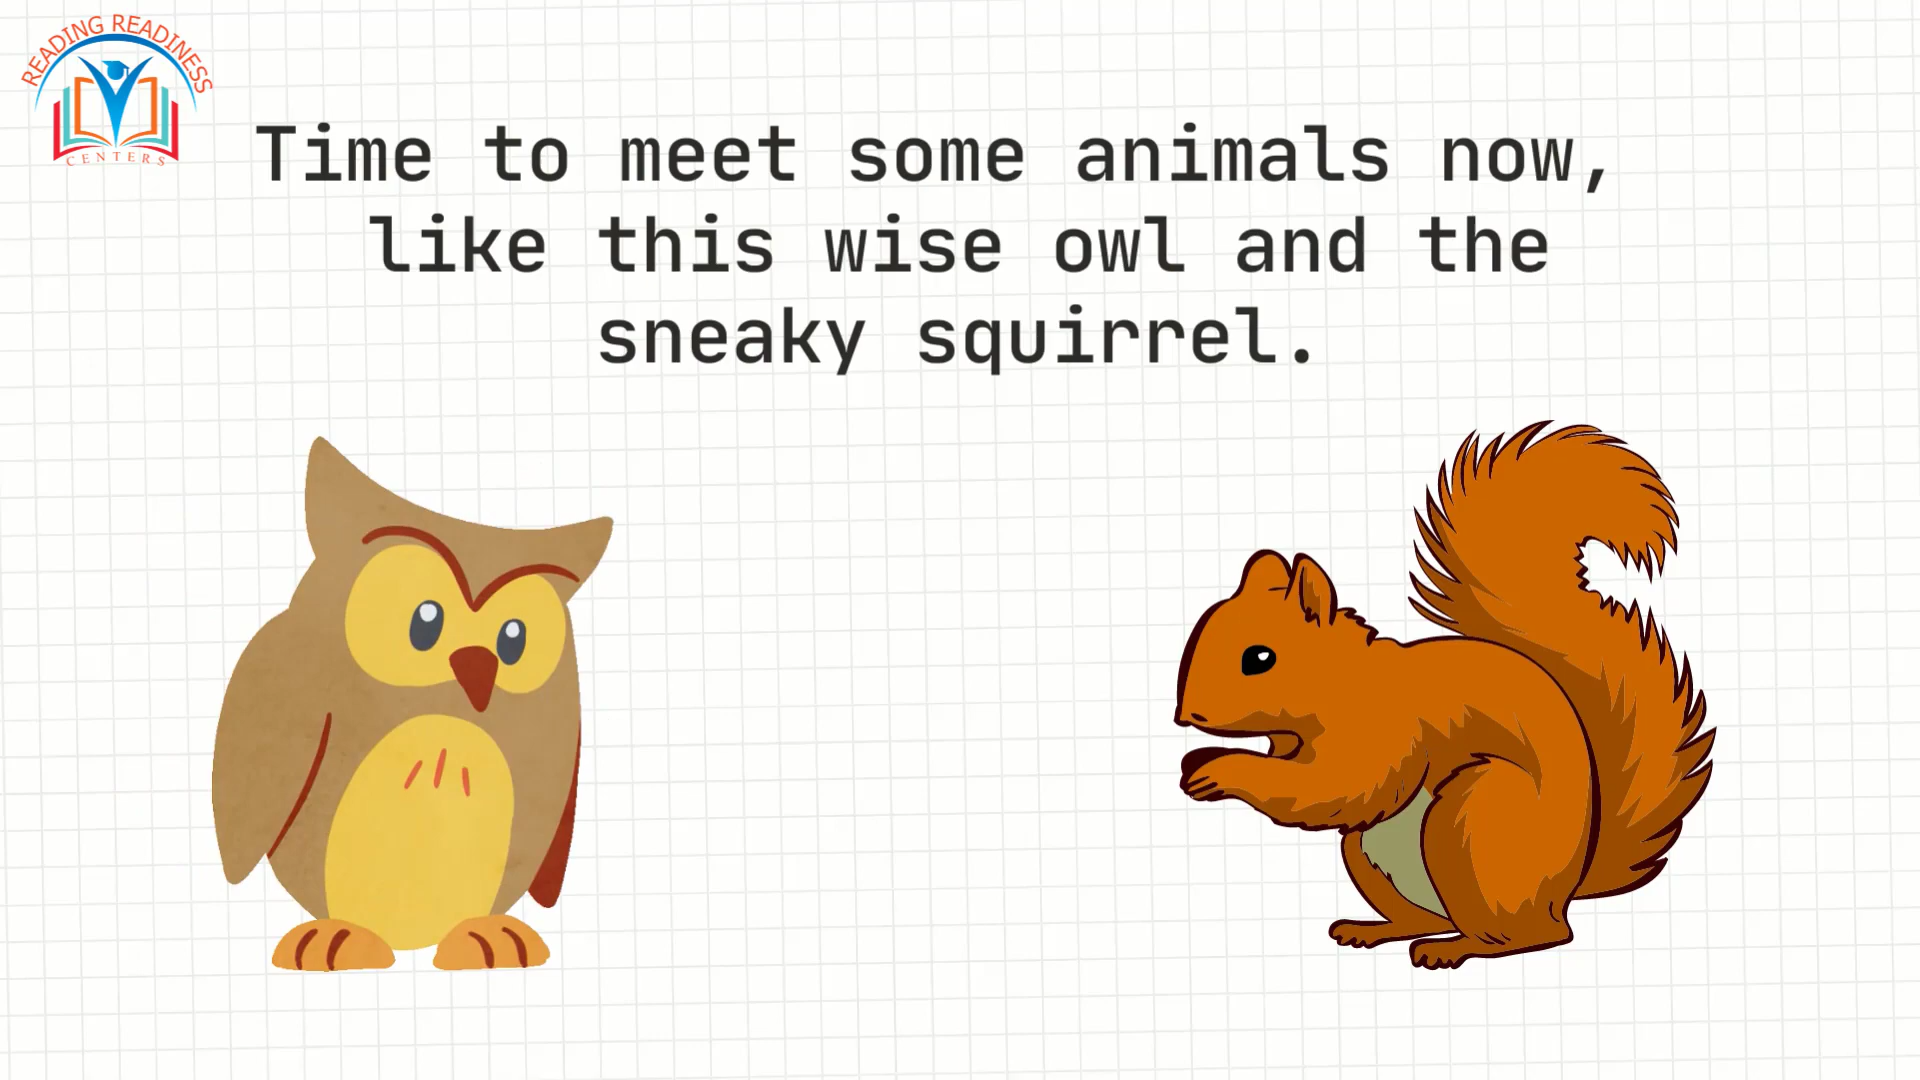 READING READINESS
CENTERS
Time to meet some animals now,
like this wise owl and the
sneaky squirrel.